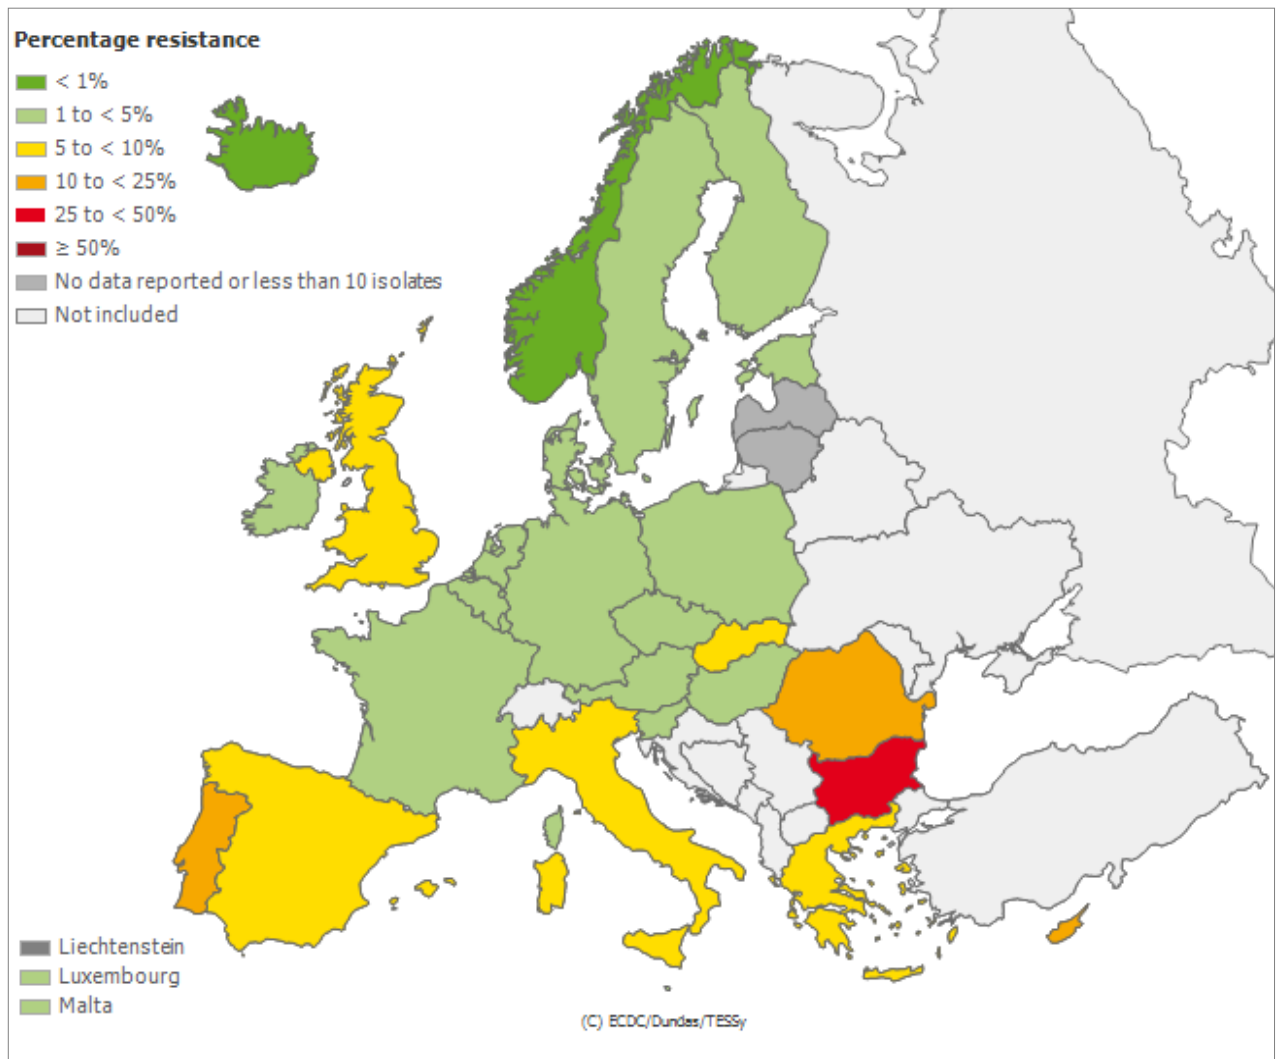 Percentage resistance
< 1%
1 to < 5%
5 to < 10%
10 to < 25%
25 to < 50%
≥ 50%
No data reported or less than 10 isolates
Not included
Liechtenstein
Luxembourg
Malta
(C) ECDC/Dundas/TESSy